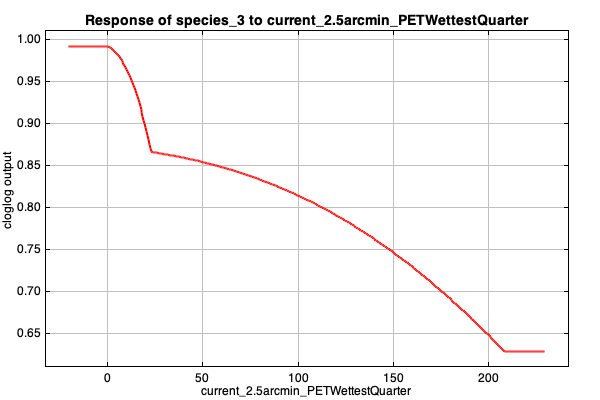 Response of species_3 to current_2.5arcmin_PETWettestQuarter
1.00
0.95
0.90
0.85
0.80
0.75
0.70
0.65
cloglog output
0 50 100 150 200
current_2.5arcmin_PETWettestQuarter